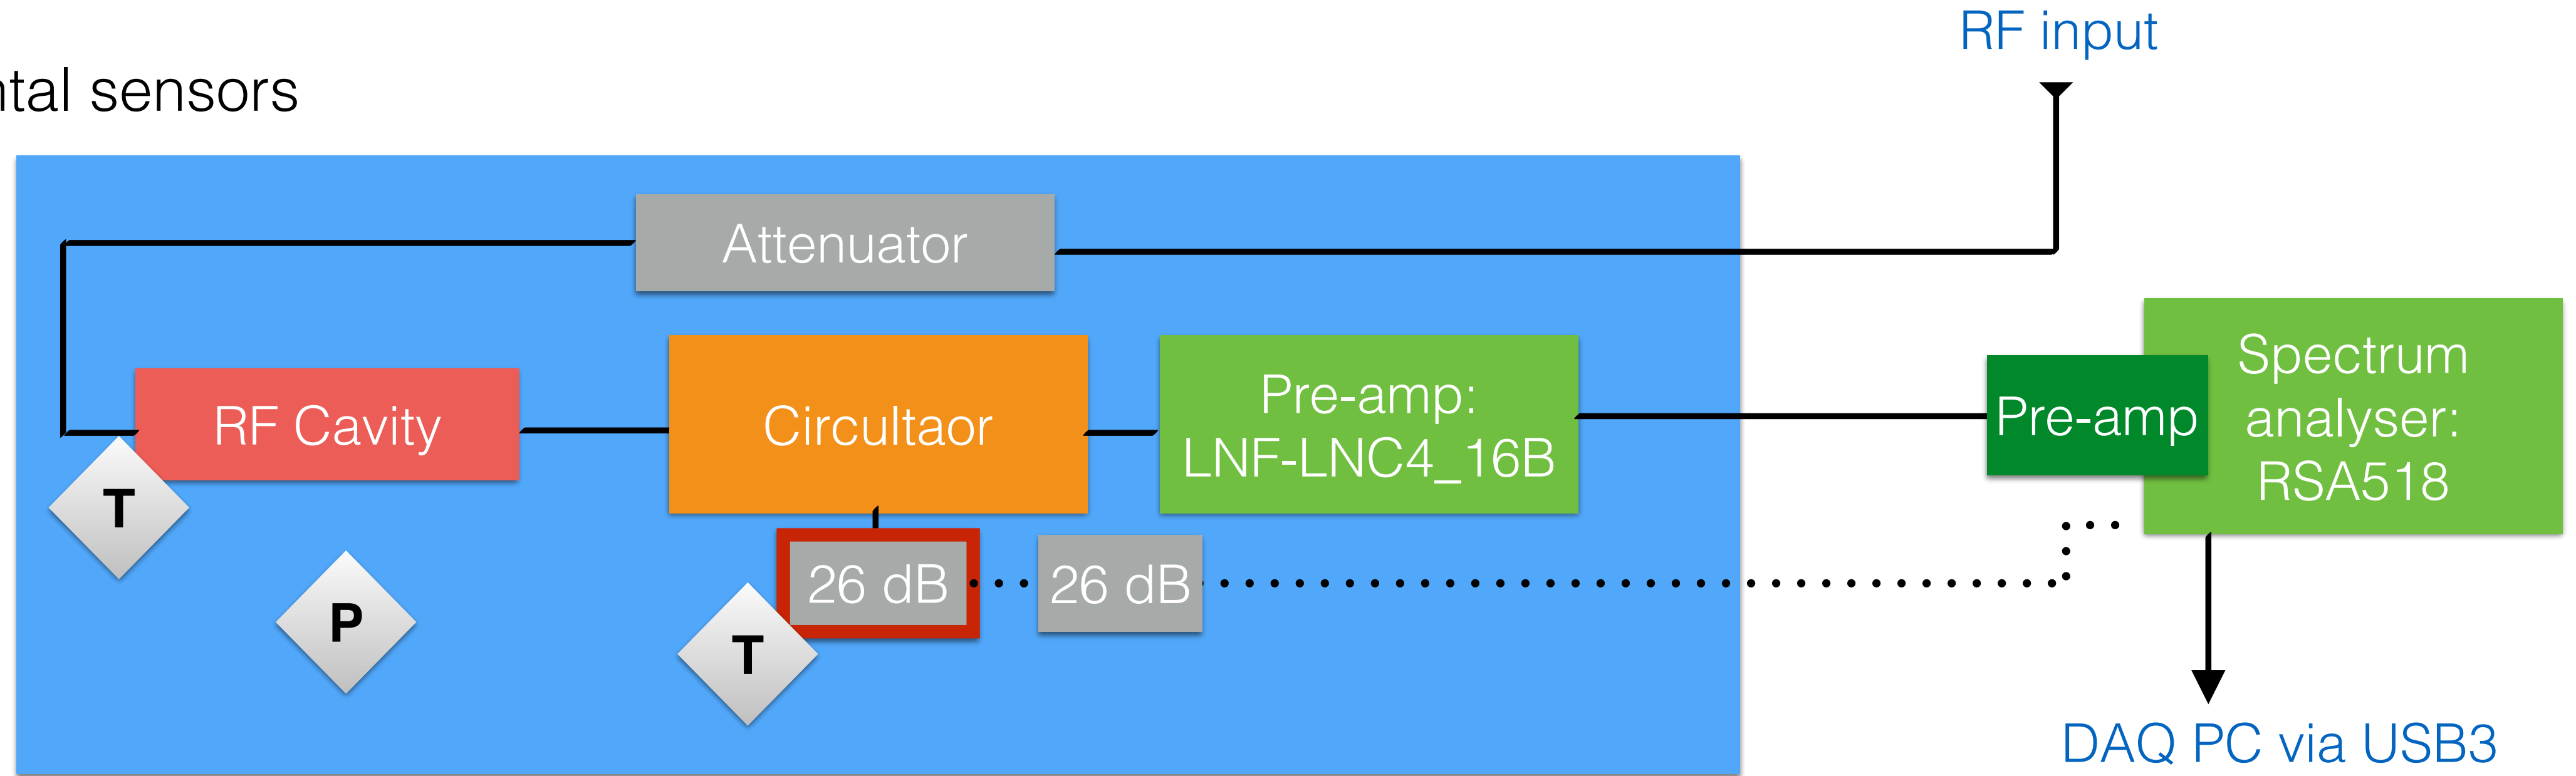 RF input
ntal sensors
Attenuator
RF Cavity
Circultaor
Pre-amp:
LNF-LNC4_16B
Pre-amp
Spectrum
analyser:
RSA518
T
26 dB
26 dB
P
T
DAQ PC via USB3